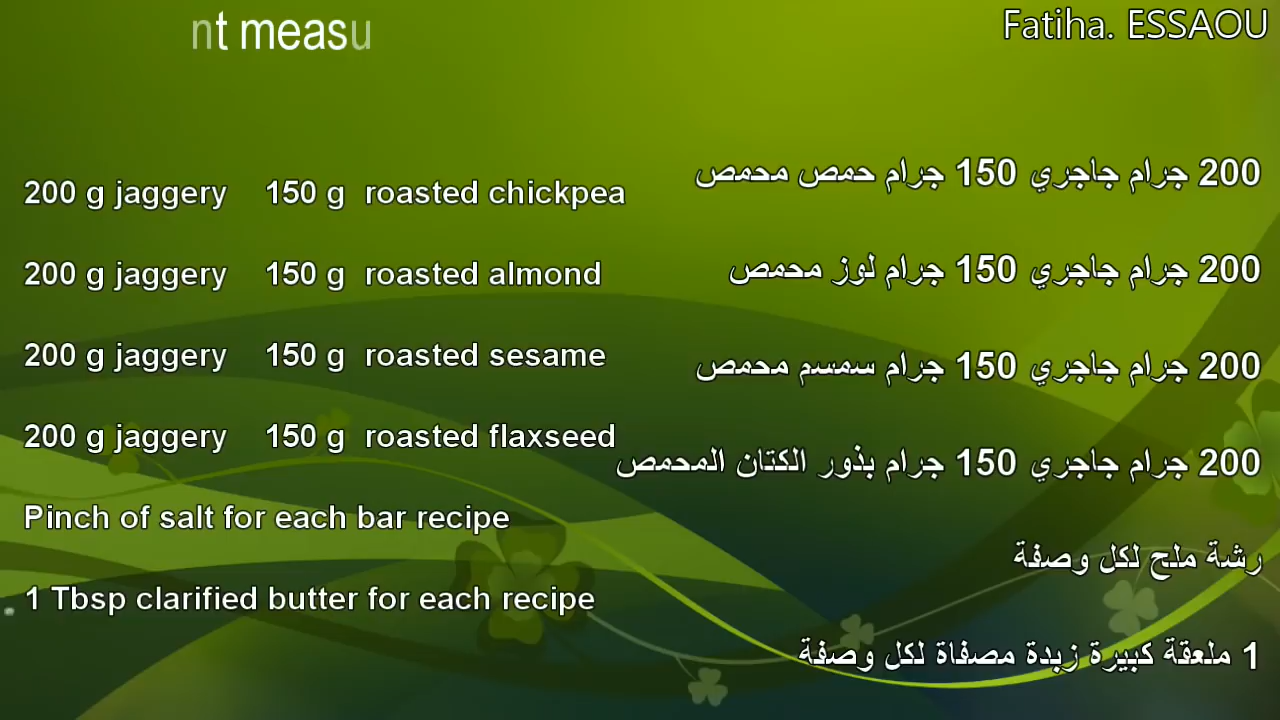 nt measu
Fatiha. ESSAOU
200 g jaggery 150 g roasted chickpea
200 g jaggery 150 g roasted almond
200 g jaggery 150 g roasted sesame
200 g jaggery 150 g roasted flaxseed
Pinch of salt for each bar recipe
1 Tbsp clarified butter for each recipe
200 جرام جاجري 150 جرام حمص محمص
200 جرام جاجري 150 جرام لوز محمص
200 جرام جاجري 150 جرام سمسم محمص
200 جرام جاجري 150 جرام بذور الكتان المحمص
رشة ملح لكل وصفة
1 ملعقة كبيرة زبدة مصفاة لكل وصفة